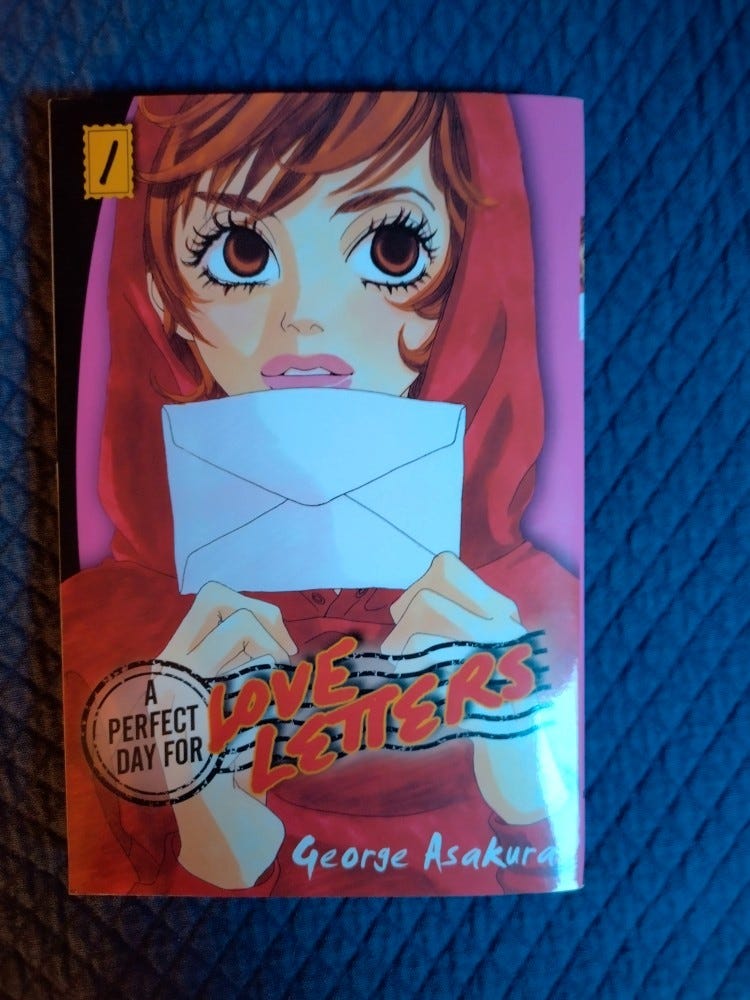 1
A
PERFECT
DAY FOR
LOVE
LETTERS
George Asakura